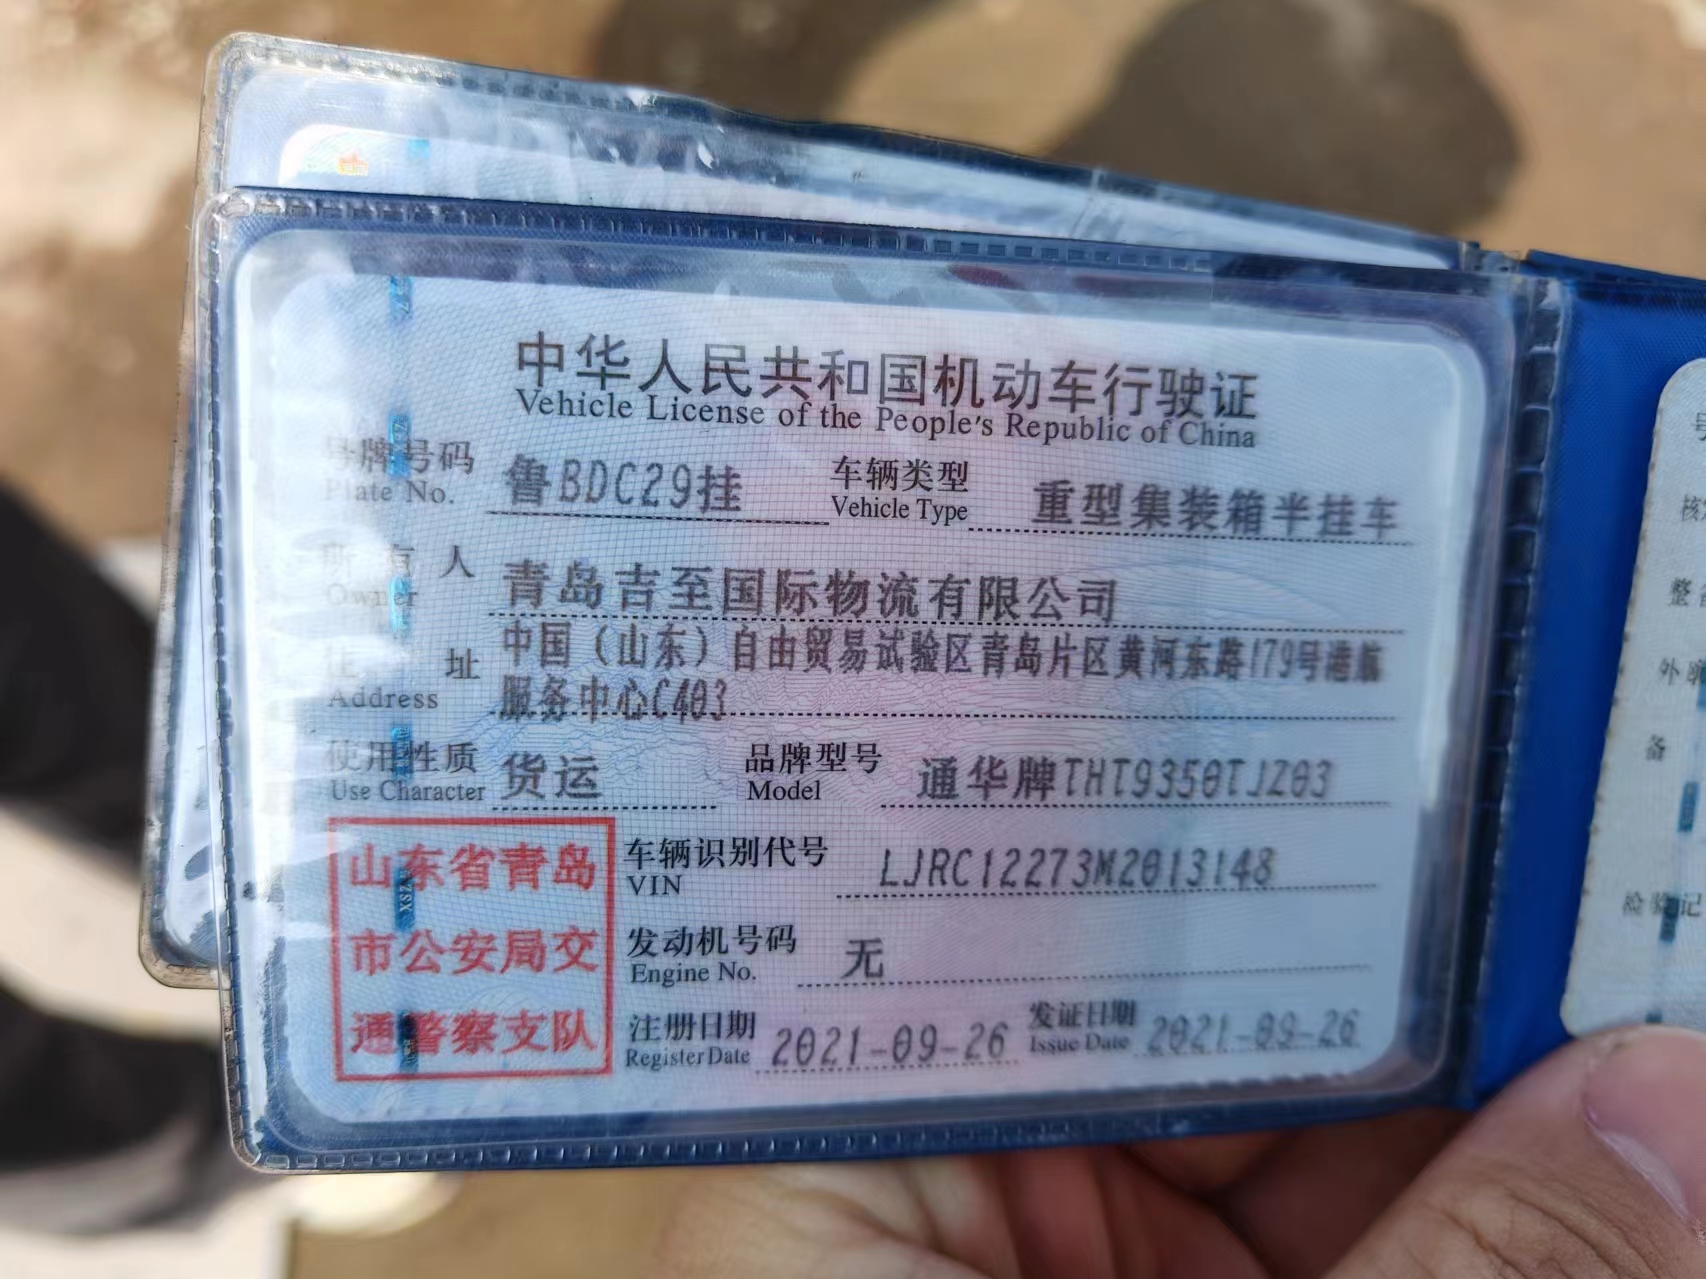 中华人民共和国机动车行驶证
Vehicle License of the People's Republic of China
号牌号码 鲁BDC29挂 车辆类型 重型集装箱半挂车
Plate No. Vehicle Type
所有人 青岛吉至国际物流有限公司
Owner
住址 中国（山东）自由贸易试验区青岛片区黄河东路179号港航
Address 服务中心C403
使用性质 货运 品牌型号 通华牌THT9350TJZ03
Use Character Model
山东省青岛
市公安局交
通警察支队
车辆识别代号 LJRC12273M2013148
VIN
发动机号码 无
Engine No.
注册日期 2021-09-26 发证日期 2021-09-26
Register Date Issue Date
核
整
外廓
备
检验记